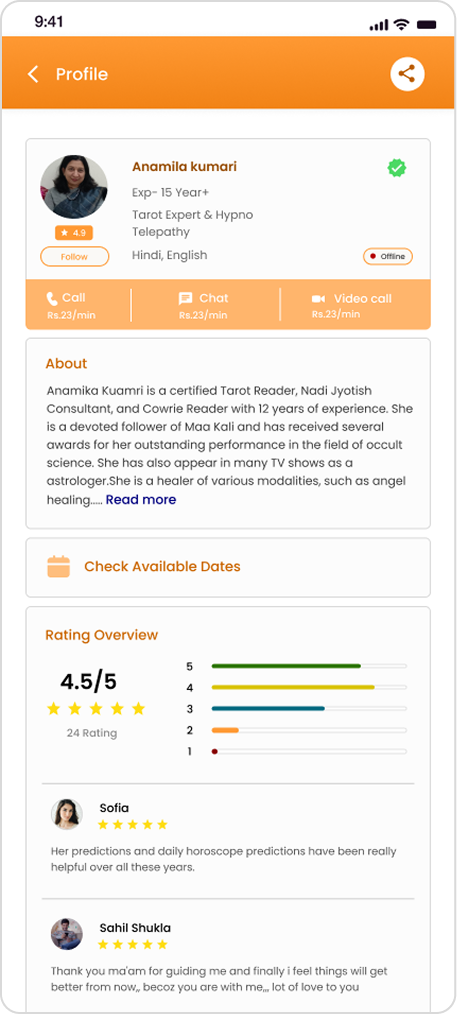 9:41
Profile
Anamila kumari
Exp- 15 Year+
Tarot Expert & Hypno
Telepathy
Hindi, English
4.9
Follow
Offline
Call
Rs.23/min
Chat
Rs.23/min
Video call
Rs.23/min
About
Anamika Kuamri is a certified Tarot Reader, Nadi Jyotish
Consultant, and Cowrie Reader with 12 years of experience. She
is a devoted follower of Maa Kali and has received several
awards for her outstanding performance in the field of occult
science. She has also appear in many TV shows as a
astrologer.She is a healer of various modalities, such as angel
healing..... Read more
Check Available Dates
Rating Overview
4.5/5
24 Rating
5
4
3
2
1
Sofia
Her predictions and daily horoscope predictions have been really
helpful over all these years.
Sahil Shukla
Thank you ma'am for guiding me and finally i feel things will get
better from now,, becoz you are with me,,, lot of love to you